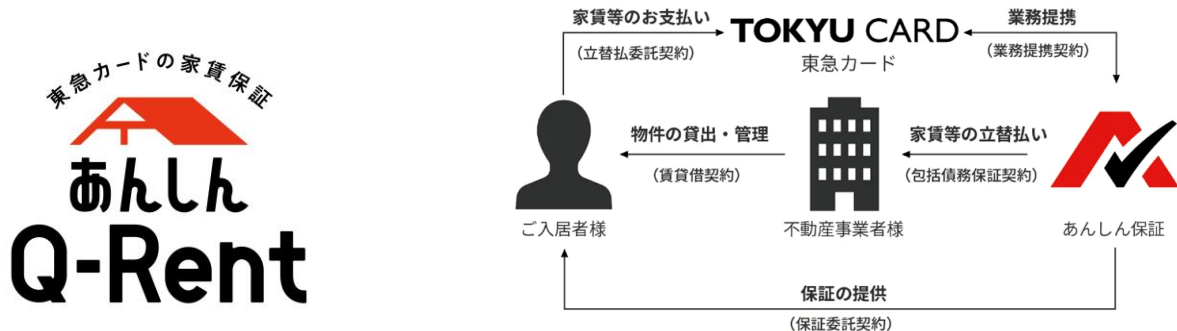 東急カードの家賃保証
あんしん
Q-Rent
家賃等のお支払い
（立替払委託契約）
TOKYU CARD
東急カード
業務提携
（業務提携契約）
物件の貸出・管理
（賃貸借契約）
家賃等の立替払い
（包括債務保証契約）
ご入居者様
不動産事業者様
あんしん保証
保証の提供
（保証委託契約）